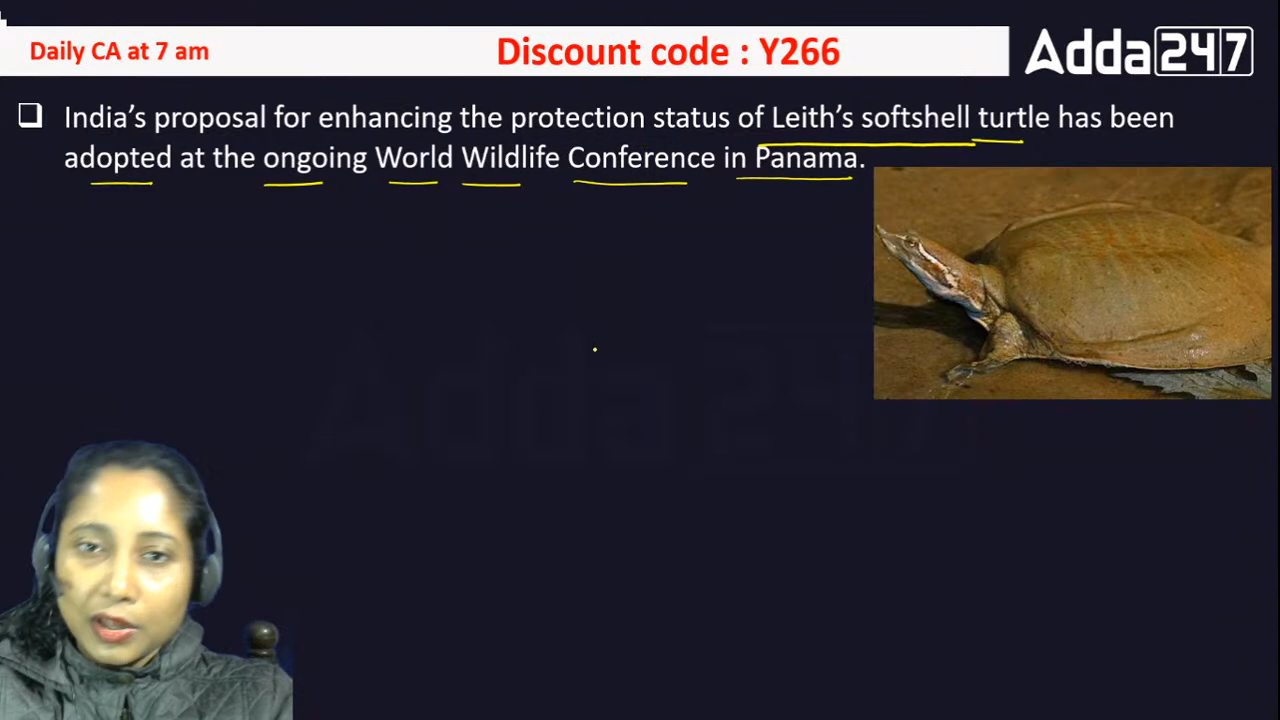 Daily CA at 7 am
Discount code : Y266
Adda247
India’s proposal for enhancing the protection status of Leith’s softshell turtle has been
adopted at the ongoing World Wildlife Conference in Panama.
Adda247